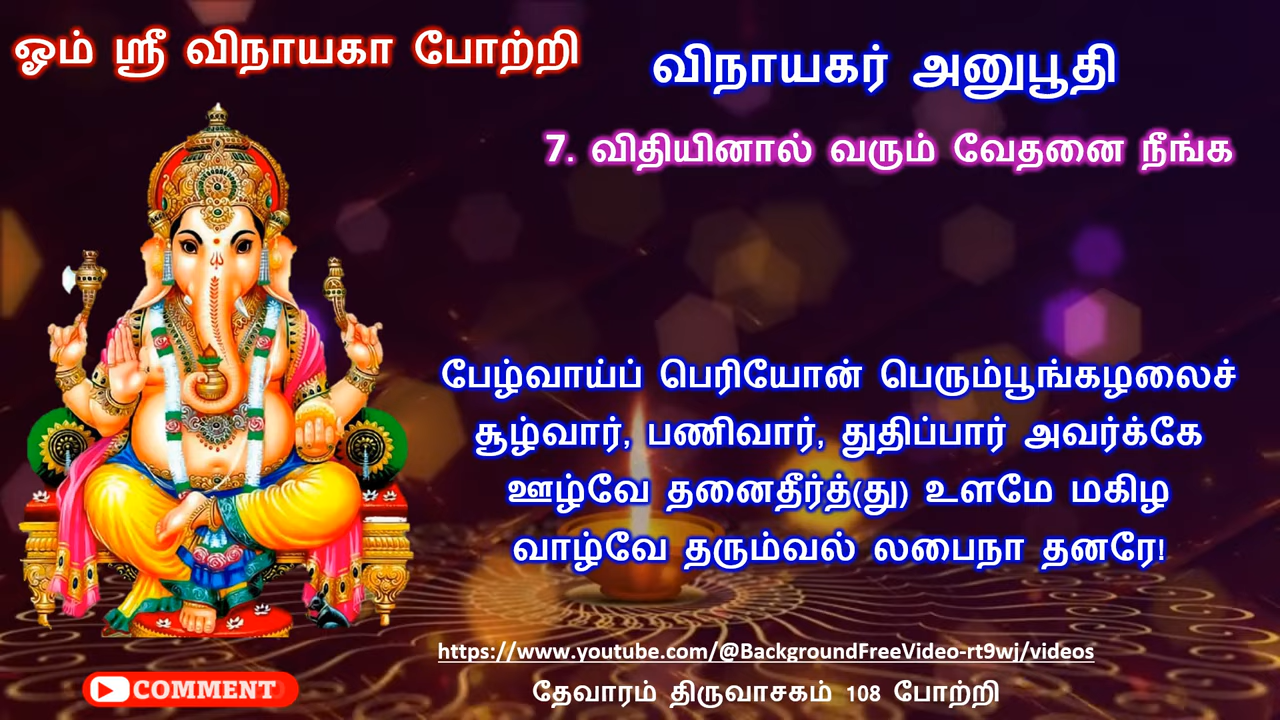 ஓம் ஸ்ரீ விநாயகா போற்றி
விநாயகர் அனுபூதி
7. விதியினால் வரும் வேதனை நீங்க
பேழ்வாய்ப் பெரியோன் பெரும்பூங்கழலைச்
சூழ்வார், பணிவார், துதிப்பார் அவர்க்கே
ஊழ்வே தனைதீர்த்(து) உளமே மகிழ
வாழ்வே தரும்வல் லபைநா தனரே!
https://www.youtube.com/@BackgroundFreeVideo-rt9wj/videos
COMMENT
தேவாரம் திருவாசகம் 108 போற்றி